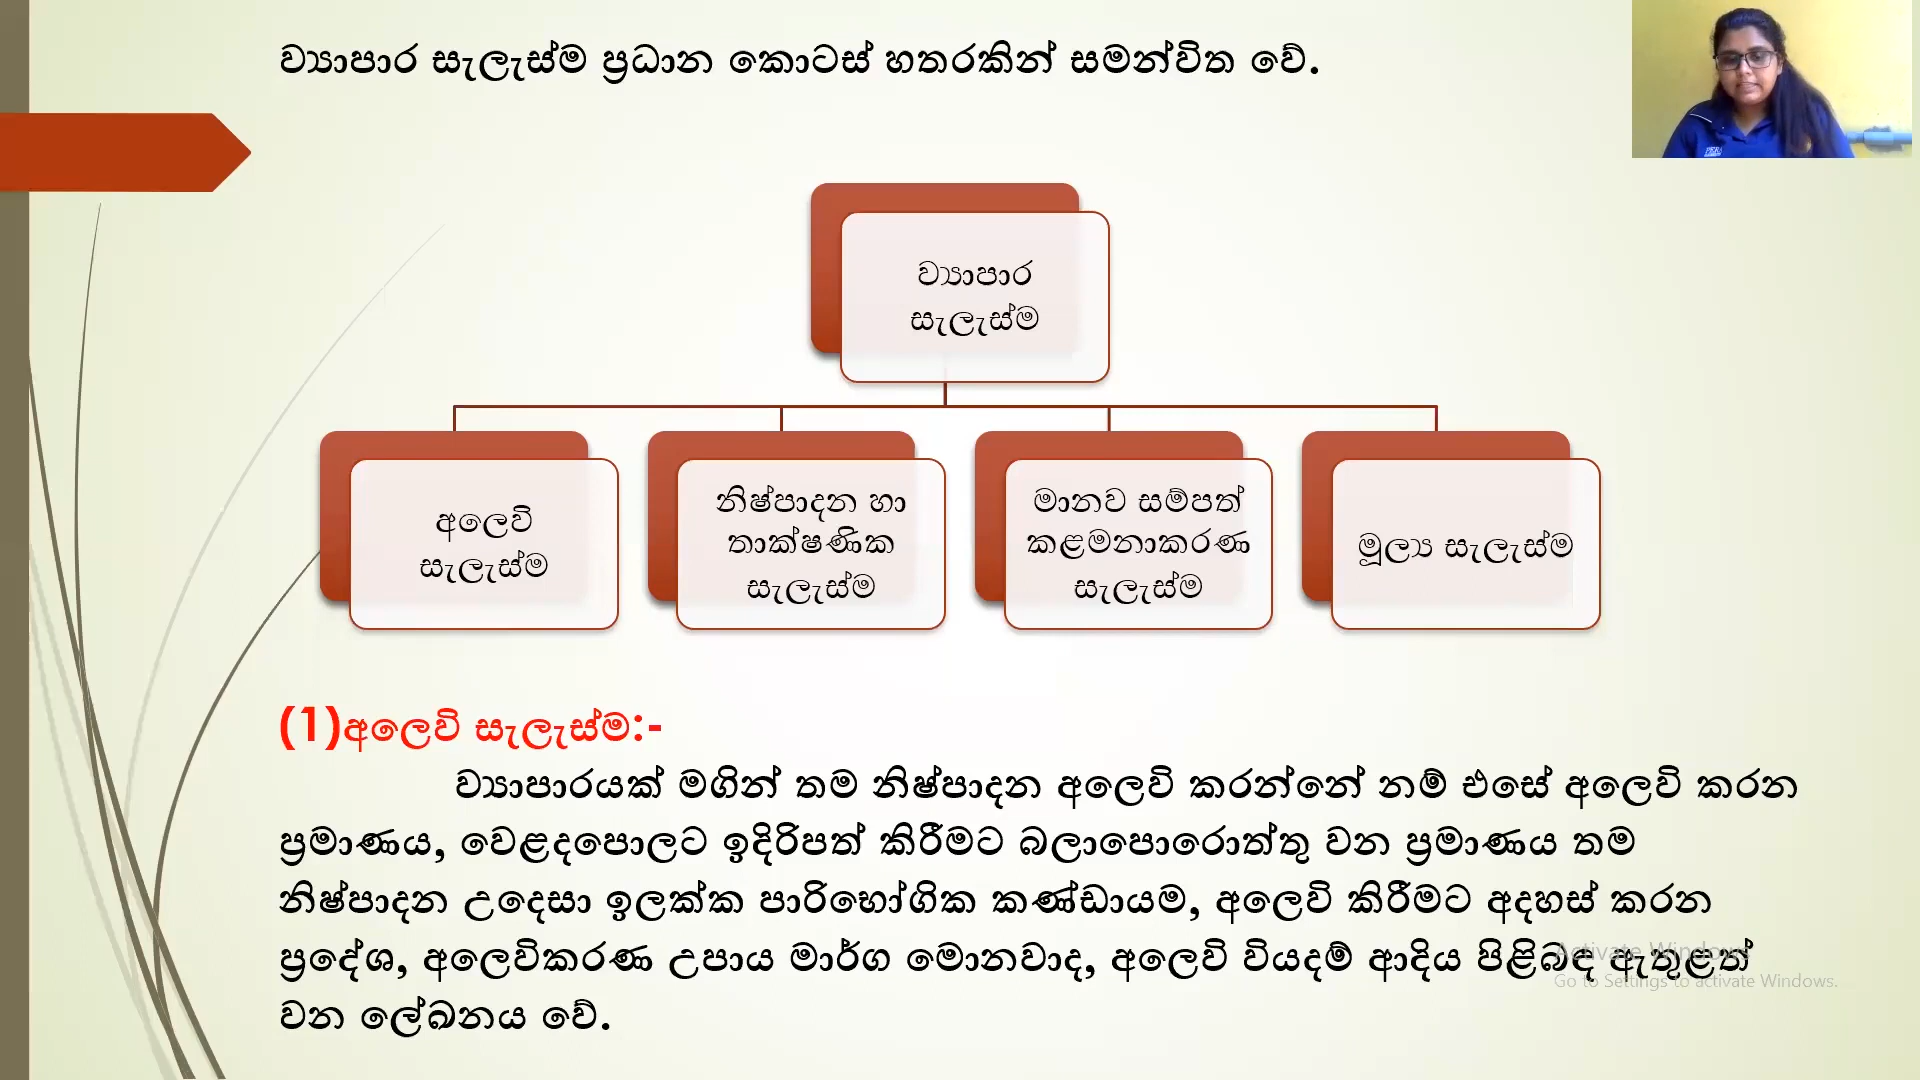 ව්‍යාපාර සැලැස්ම ප්‍රධාන කොටස් හතරකින් සමන්විත වේ.
ව්‍යාපාර
සැලැස්ම
අලෙවි
සැලැස්ම
නිෂ්පාදන හා
තාක්ෂණික
සැලැස්ම
මානව සම්පත්
කළමනාකරණ
සැලැස්ම
මූල්‍ය සැලැස්ම
(1)අලෙවි සැලැස්ම:-
ව්‍යාපාරයක් මගින් තම නිෂ්පාදන අලෙවි කරන්නේ නම් එසේ අලෙවි කරන
ප්‍රමාණය, වෙළදපොලට ඉදිරිපත් කිරීමට බලාපොරොත්තු වන ප්‍රමාණය තම
නිෂ්පාදන උදෙසා ඉලක්ක පාරිභෝගික කණ්ඩායම, අලෙවි කිරීමට අදහස් කරන
ප්‍රදේශ, අලෙවිකරණ උපාය මාර්ග මොනවාද, අලෙවි වියදම් ආදිය පිළිබඳ ඇතුළත්
වන ලේඛනය වේ.
Activate Windows
Go to Settings to activate Windows.